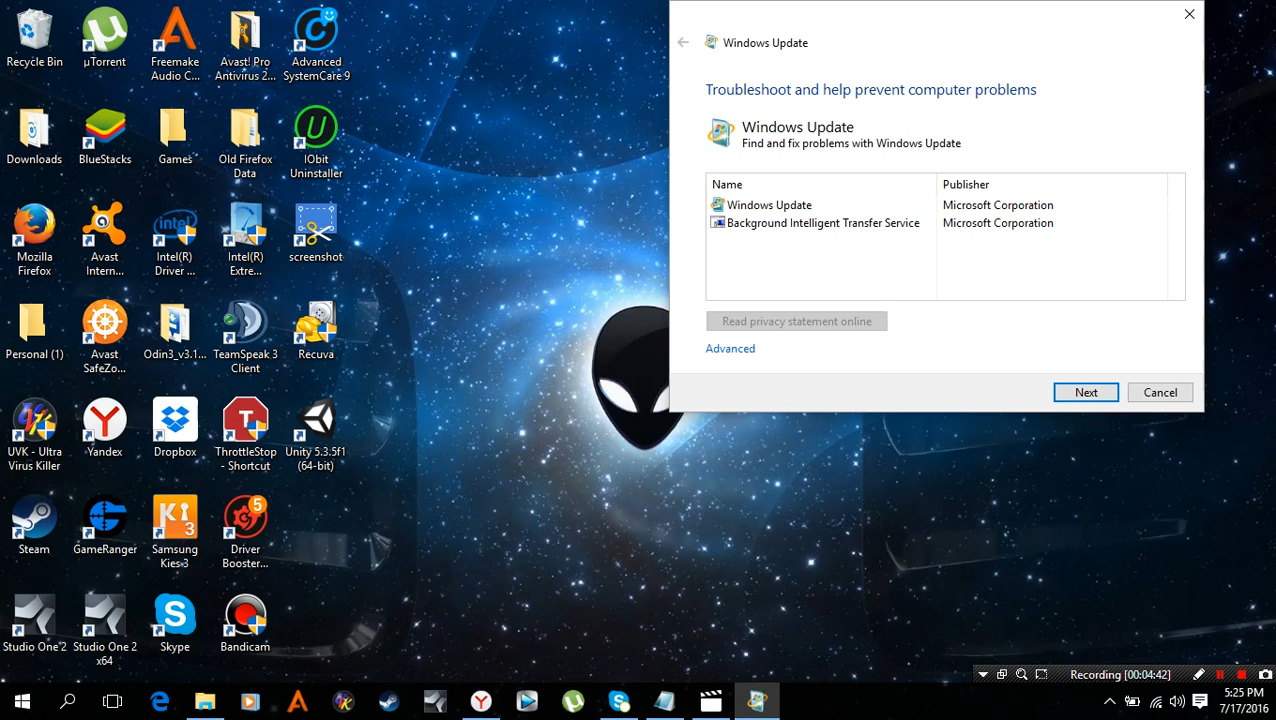 Recycle Bin
µTorrent
Freemake
Audio C...
Avast! Pro
Antivirus 2...
Advanced
SystemCare 9
Downloads
BlueStacks
Games
Old Firefox
Data
IObit
Uninstaller
Mozilla
Firefox
Avast
Intern...
Intel(R)
Driver ...
Intel(R)
Extre...
screenshot
Personal (1)
Avast
SafeZo...
Odin3_v3.1...
TeamSpeak 3
Client
Recuva
UVK - Ultra
Virus Killer
Yandex
Dropbox
ThrottleStop
- Shortcut
Unity 5.3.5f1
(64-bit)
Steam
GameRanger
Ki
3
Samsung
Kies 3
5
Driver
Booster...
Studio One 2
Studio One 2
x64
Skype
Bandicam
Windows Update
Troubleshoot and help prevent computer problems
Windows Update
Find and fix problems with Windows Update
Name Publisher
Windows Update Microsoft Corporation
Background Intelligent Transfer Service Microsoft Corporation
Read privacy statement online
Advanced
Next Cancel
Recording [00:04:42]
5:25 PM
7/17/2016